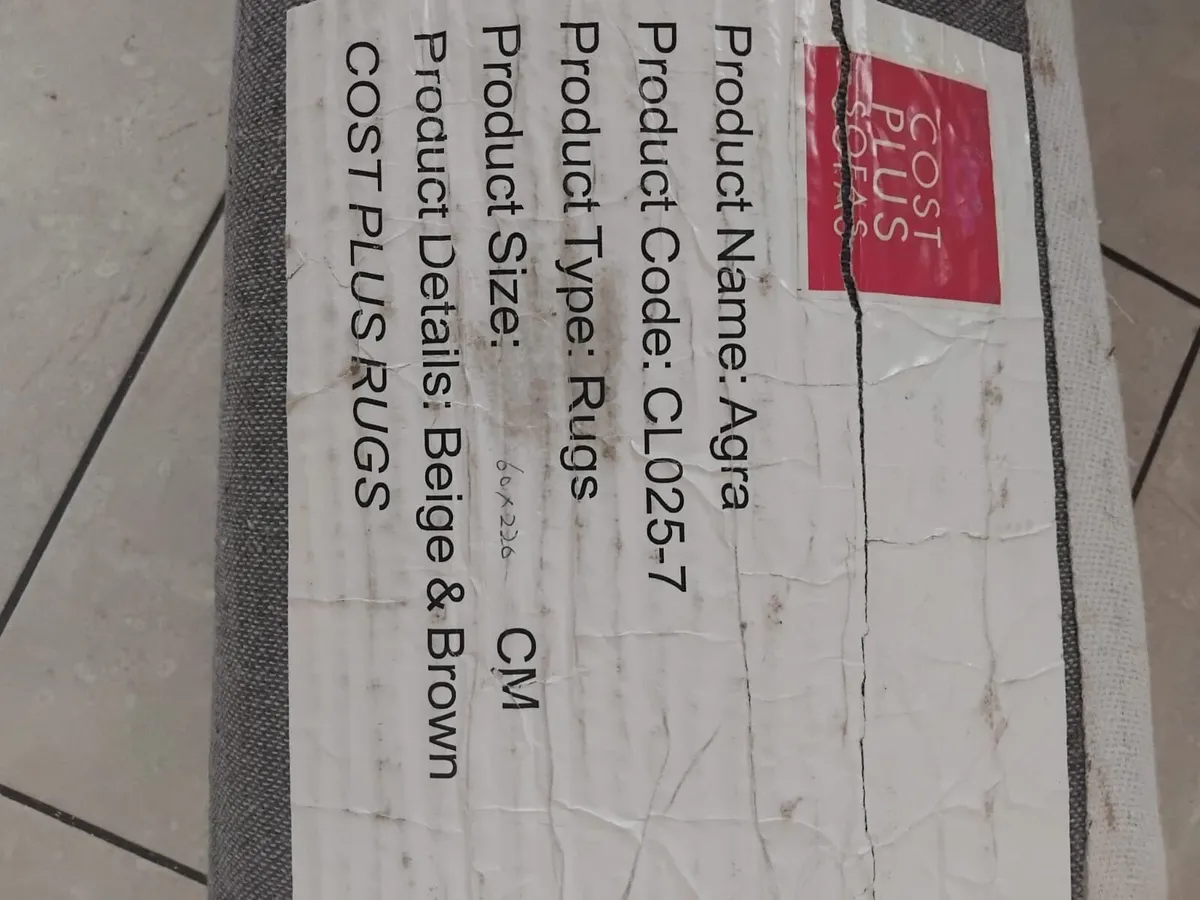 COST
PLUS
SOFAS
Product Name: Agra
Product Code: CL025-7
Product Type: Rugs
Product Size: 60x226 CM
Product Details: Beige & Brown
COST PLUS RUGS